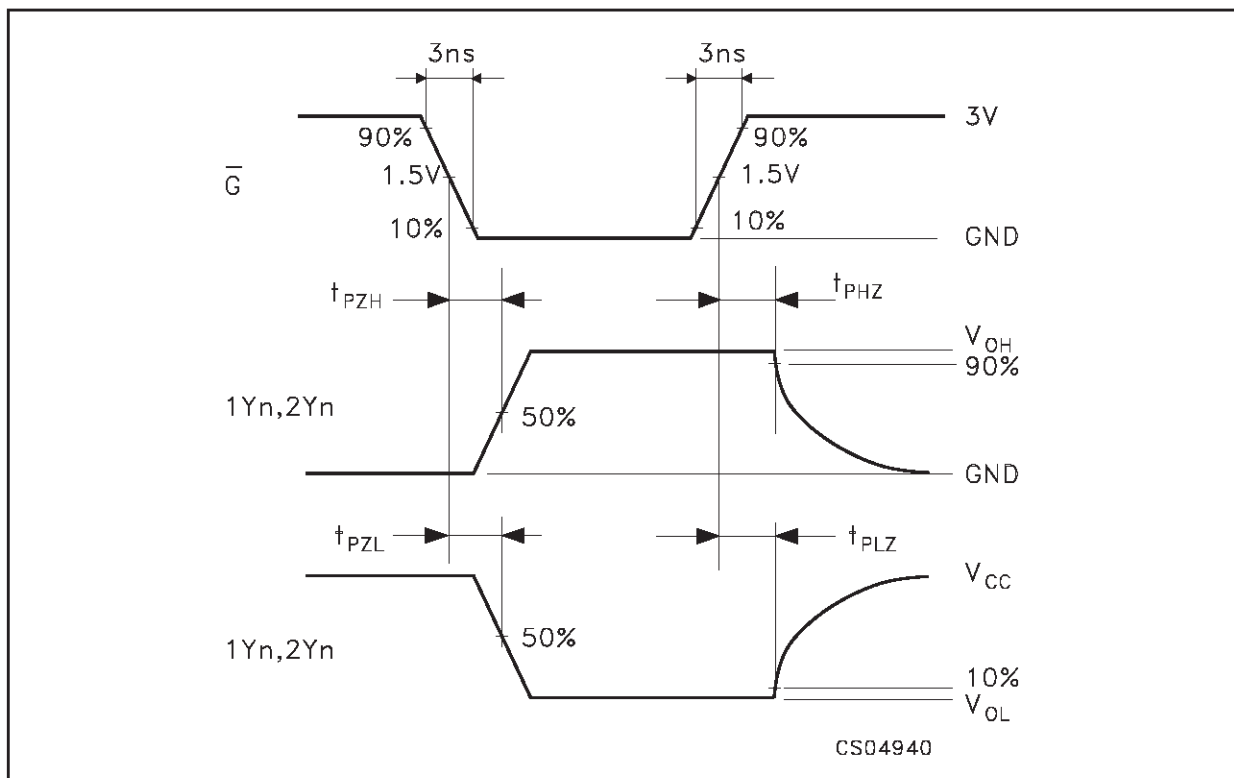 3ns 3ns
3V
90% 90%
G̅ 1.5V 1.5V
10% 10%
GND
tPZH tPHZ
VOH
90%
1Yn,2Yn 50%
GND
tPZL tPLZ
VCC
1Yn,2Yn 50%
10%
VOL
CS04940